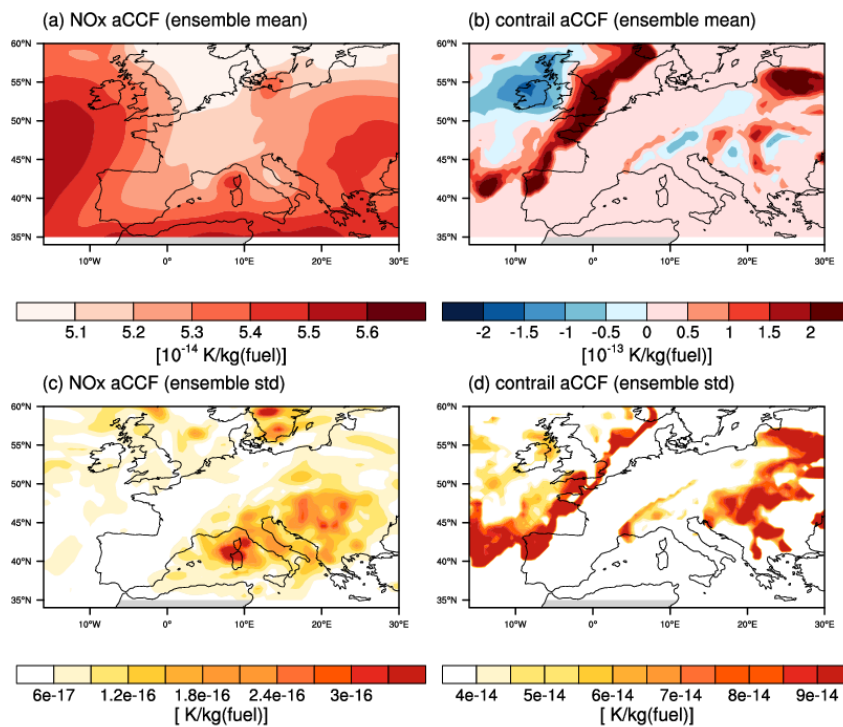 (a) NOx aCCF (ensemble mean)
(b) contrail aCCF (ensemble mean)
60°N
55°N
50°N
45°N
40°N
35°N
10°W 0° 10°E 20°E 30°E
60°N
55°N
50°N
45°N
40°N
35°N
10°W 0° 10°E 20°E 30°E
5.1 5.2 5.3 5.4 5.5 5.6
[10⁻¹⁴ K/kg(fuel)]
-2 -1.5 -1 -0.5 0 0.5 1 1.5 2
[10⁻¹³ K/kg(fuel)]
(c) NOx aCCF (ensemble std)
(d) contrail aCCF (ensemble std)
60°N
55°N
50°N
45°N
40°N
35°N
10°W 0° 10°E 20°E 30°E
60°N
55°N
50°N
45°N
40°N
35°N
10°W 0° 10°E 20°E 30°E
6e-17 1.2e-16 1.8e-16 2.4e-16 3e-16
[ K/kg(fuel)]
4e-14 5e-14 6e-14 7e-14 8e-14 9e-14
[ K/kg(fuel)]